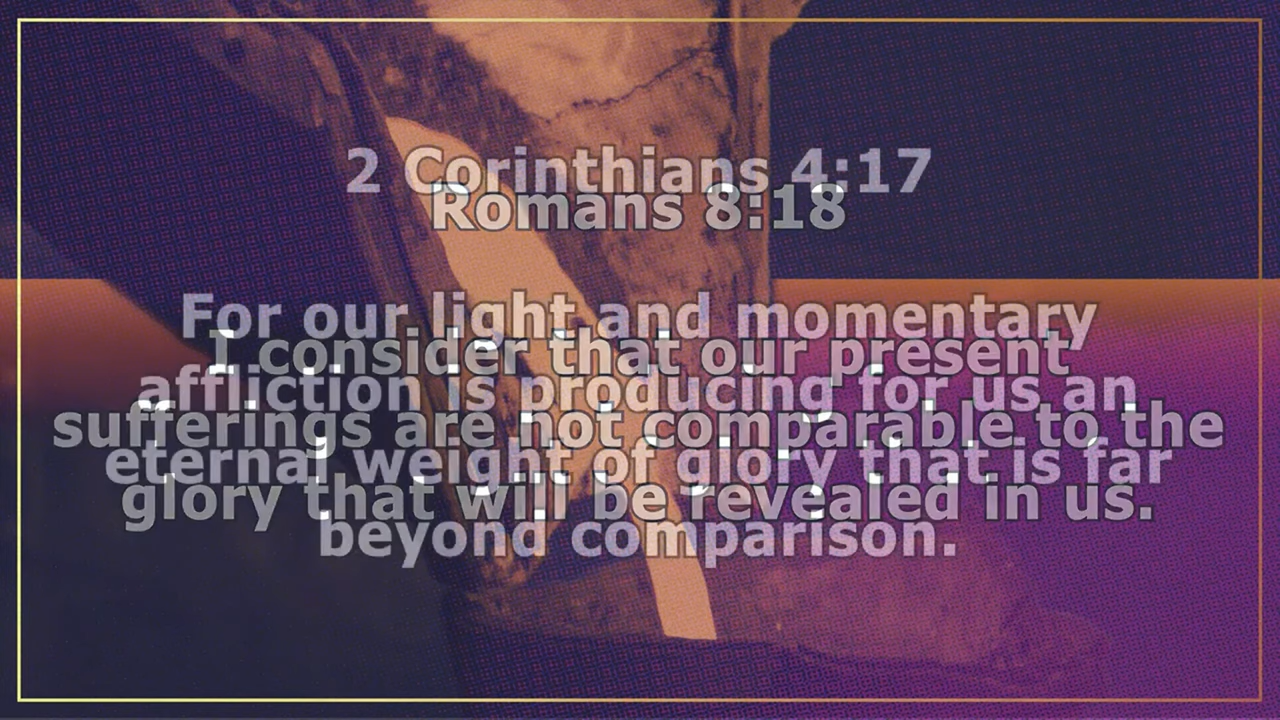 2 Corinthians 4:17
For our light and momentary
affliction is producing for us an
eternal weight of glory that is far
beyond comparison.
Romans 8:18
I consider that our present
sufferings are not comparable to the
glory that will be revealed in us.